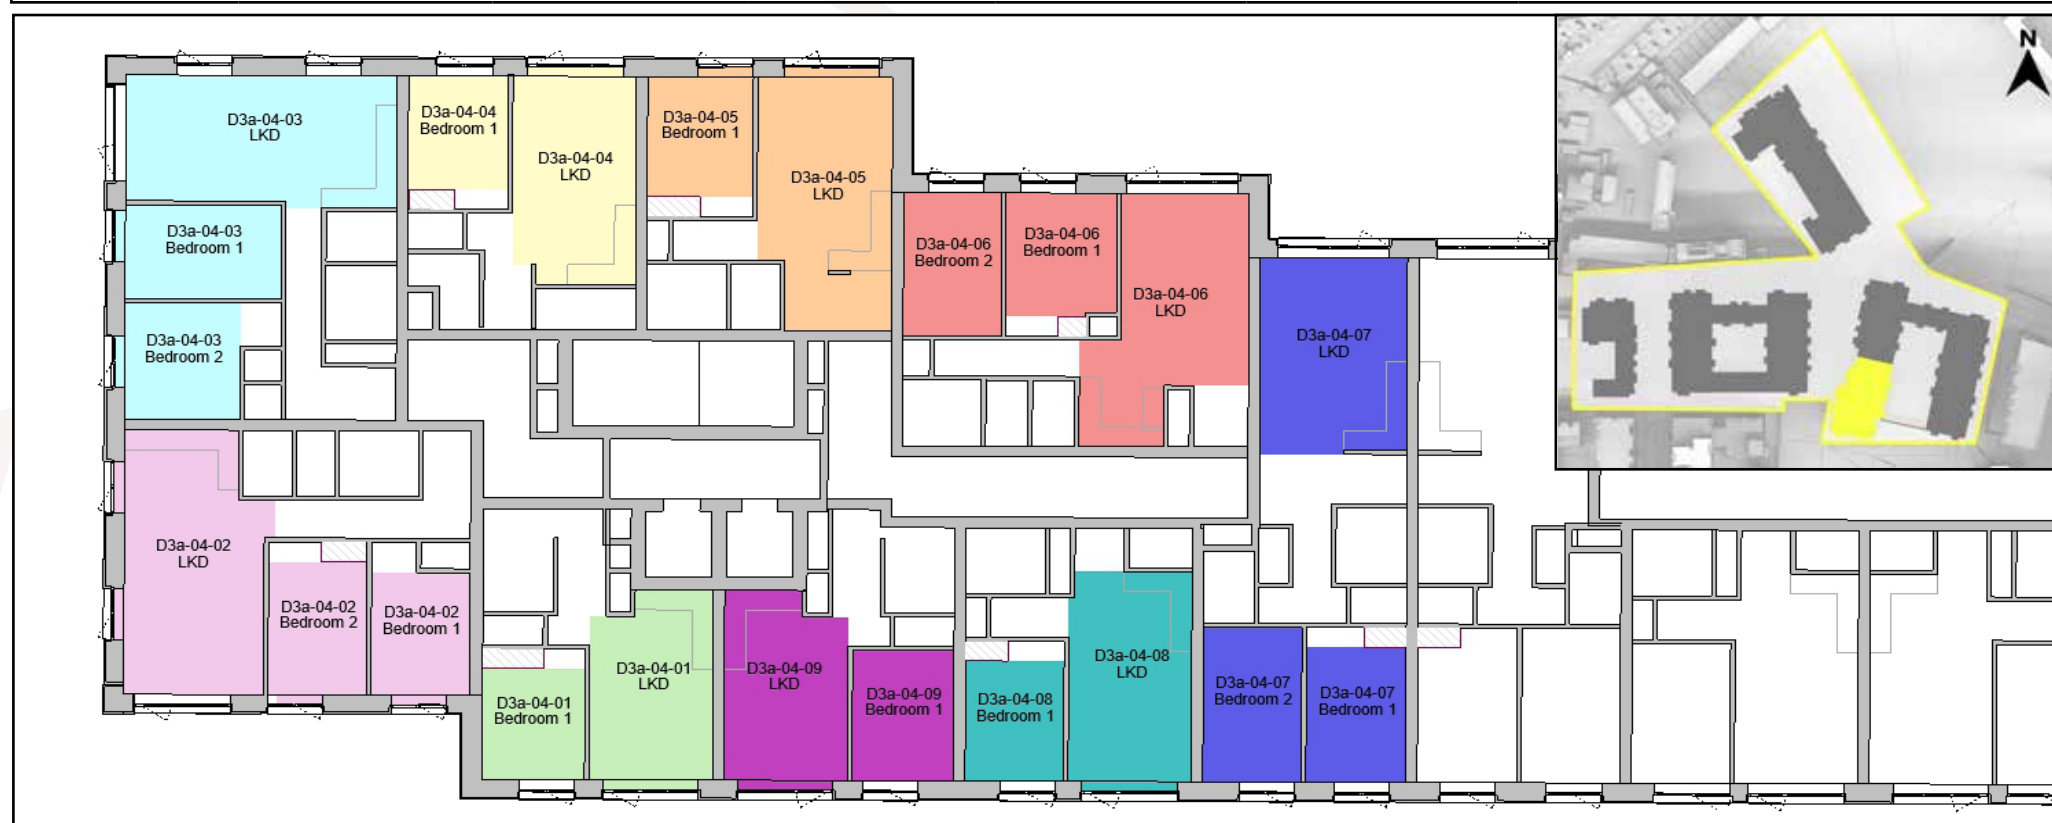 N
D3a-04-03
LKD
D3a-04-04
Bedroom 1
D3a-04-04
LKD
D3a-04-05
Bedroom 1
D3a-04-05
LKD
D3a-04-03
Bedroom 1
D3a-04-06
Bedroom 2
D3a-04-06
Bedroom 1
D3a-04-06
LKD
D3a-04-07
LKD
D3a-04-03
Bedroom 2
D3a-04-02
LKD
D3a-04-02
Bedroom 2
D3a-04-02
Bedroom 1
D3a-04-01
Bedroom 1
D3a-04-01
LKD
D3a-04-09
LKD
D3a-04-09
Bedroom 1
D3a-04-08
Bedroom 1
D3a-04-08
LKD
D3a-04-07
Bedroom 2
D3a-04-07
Bedroom 1